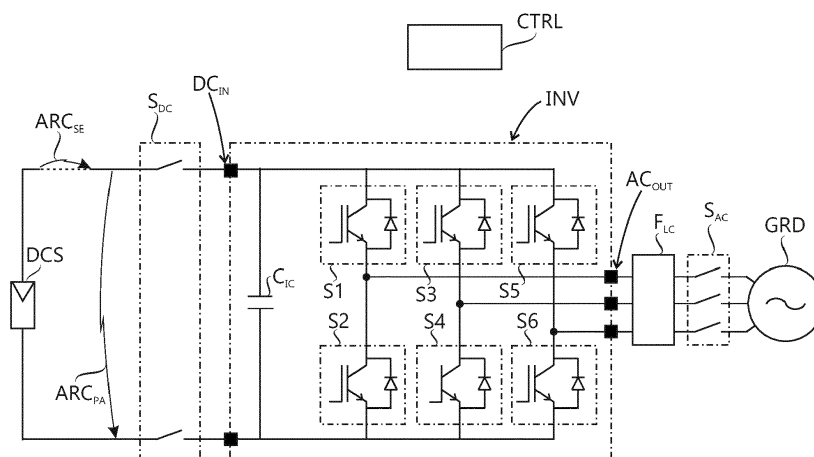 CTRL
DC_IN
INV
S_DC
ARC_SE
AC_OUT
F_LC
S_AC
GRD
DCS
C_IC
S1
S3
S5
S2
S4
S6
ARC_PA